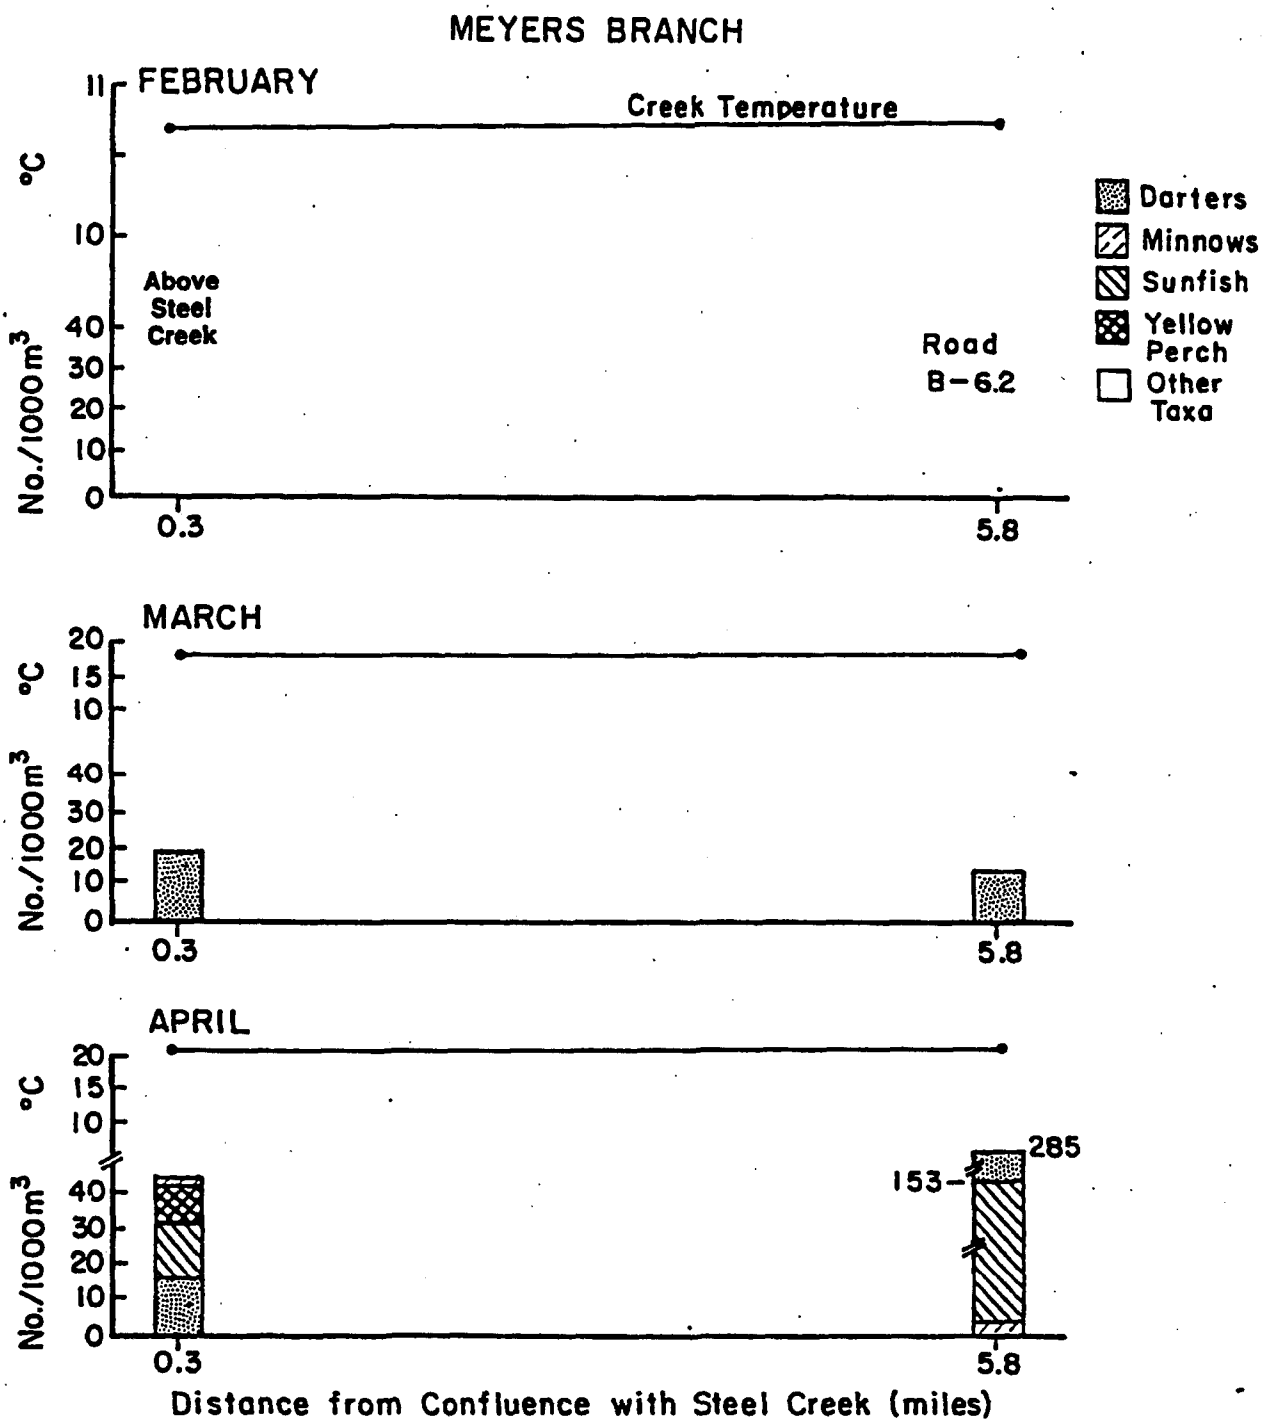 MEYERS BRANCH
FEBRUARY
Creek Temperature
°C
11
10
Above
Steel
Creek
No./1000m³
40
30
20
10
0
Road
B-6.2
0.3
5.8
Darters
Minnows
Sunfish
Yellow
Perch
Other
Taxa
MARCH
°C
20
15
10
No./1000m³
40
30
20
10
0
0.3
5.8
APRIL
°C
20
15
10
No./1000m³
40
30
20
10
0
285
153
0.3
5.8
Distance from Confluence with Steel Creek (miles)